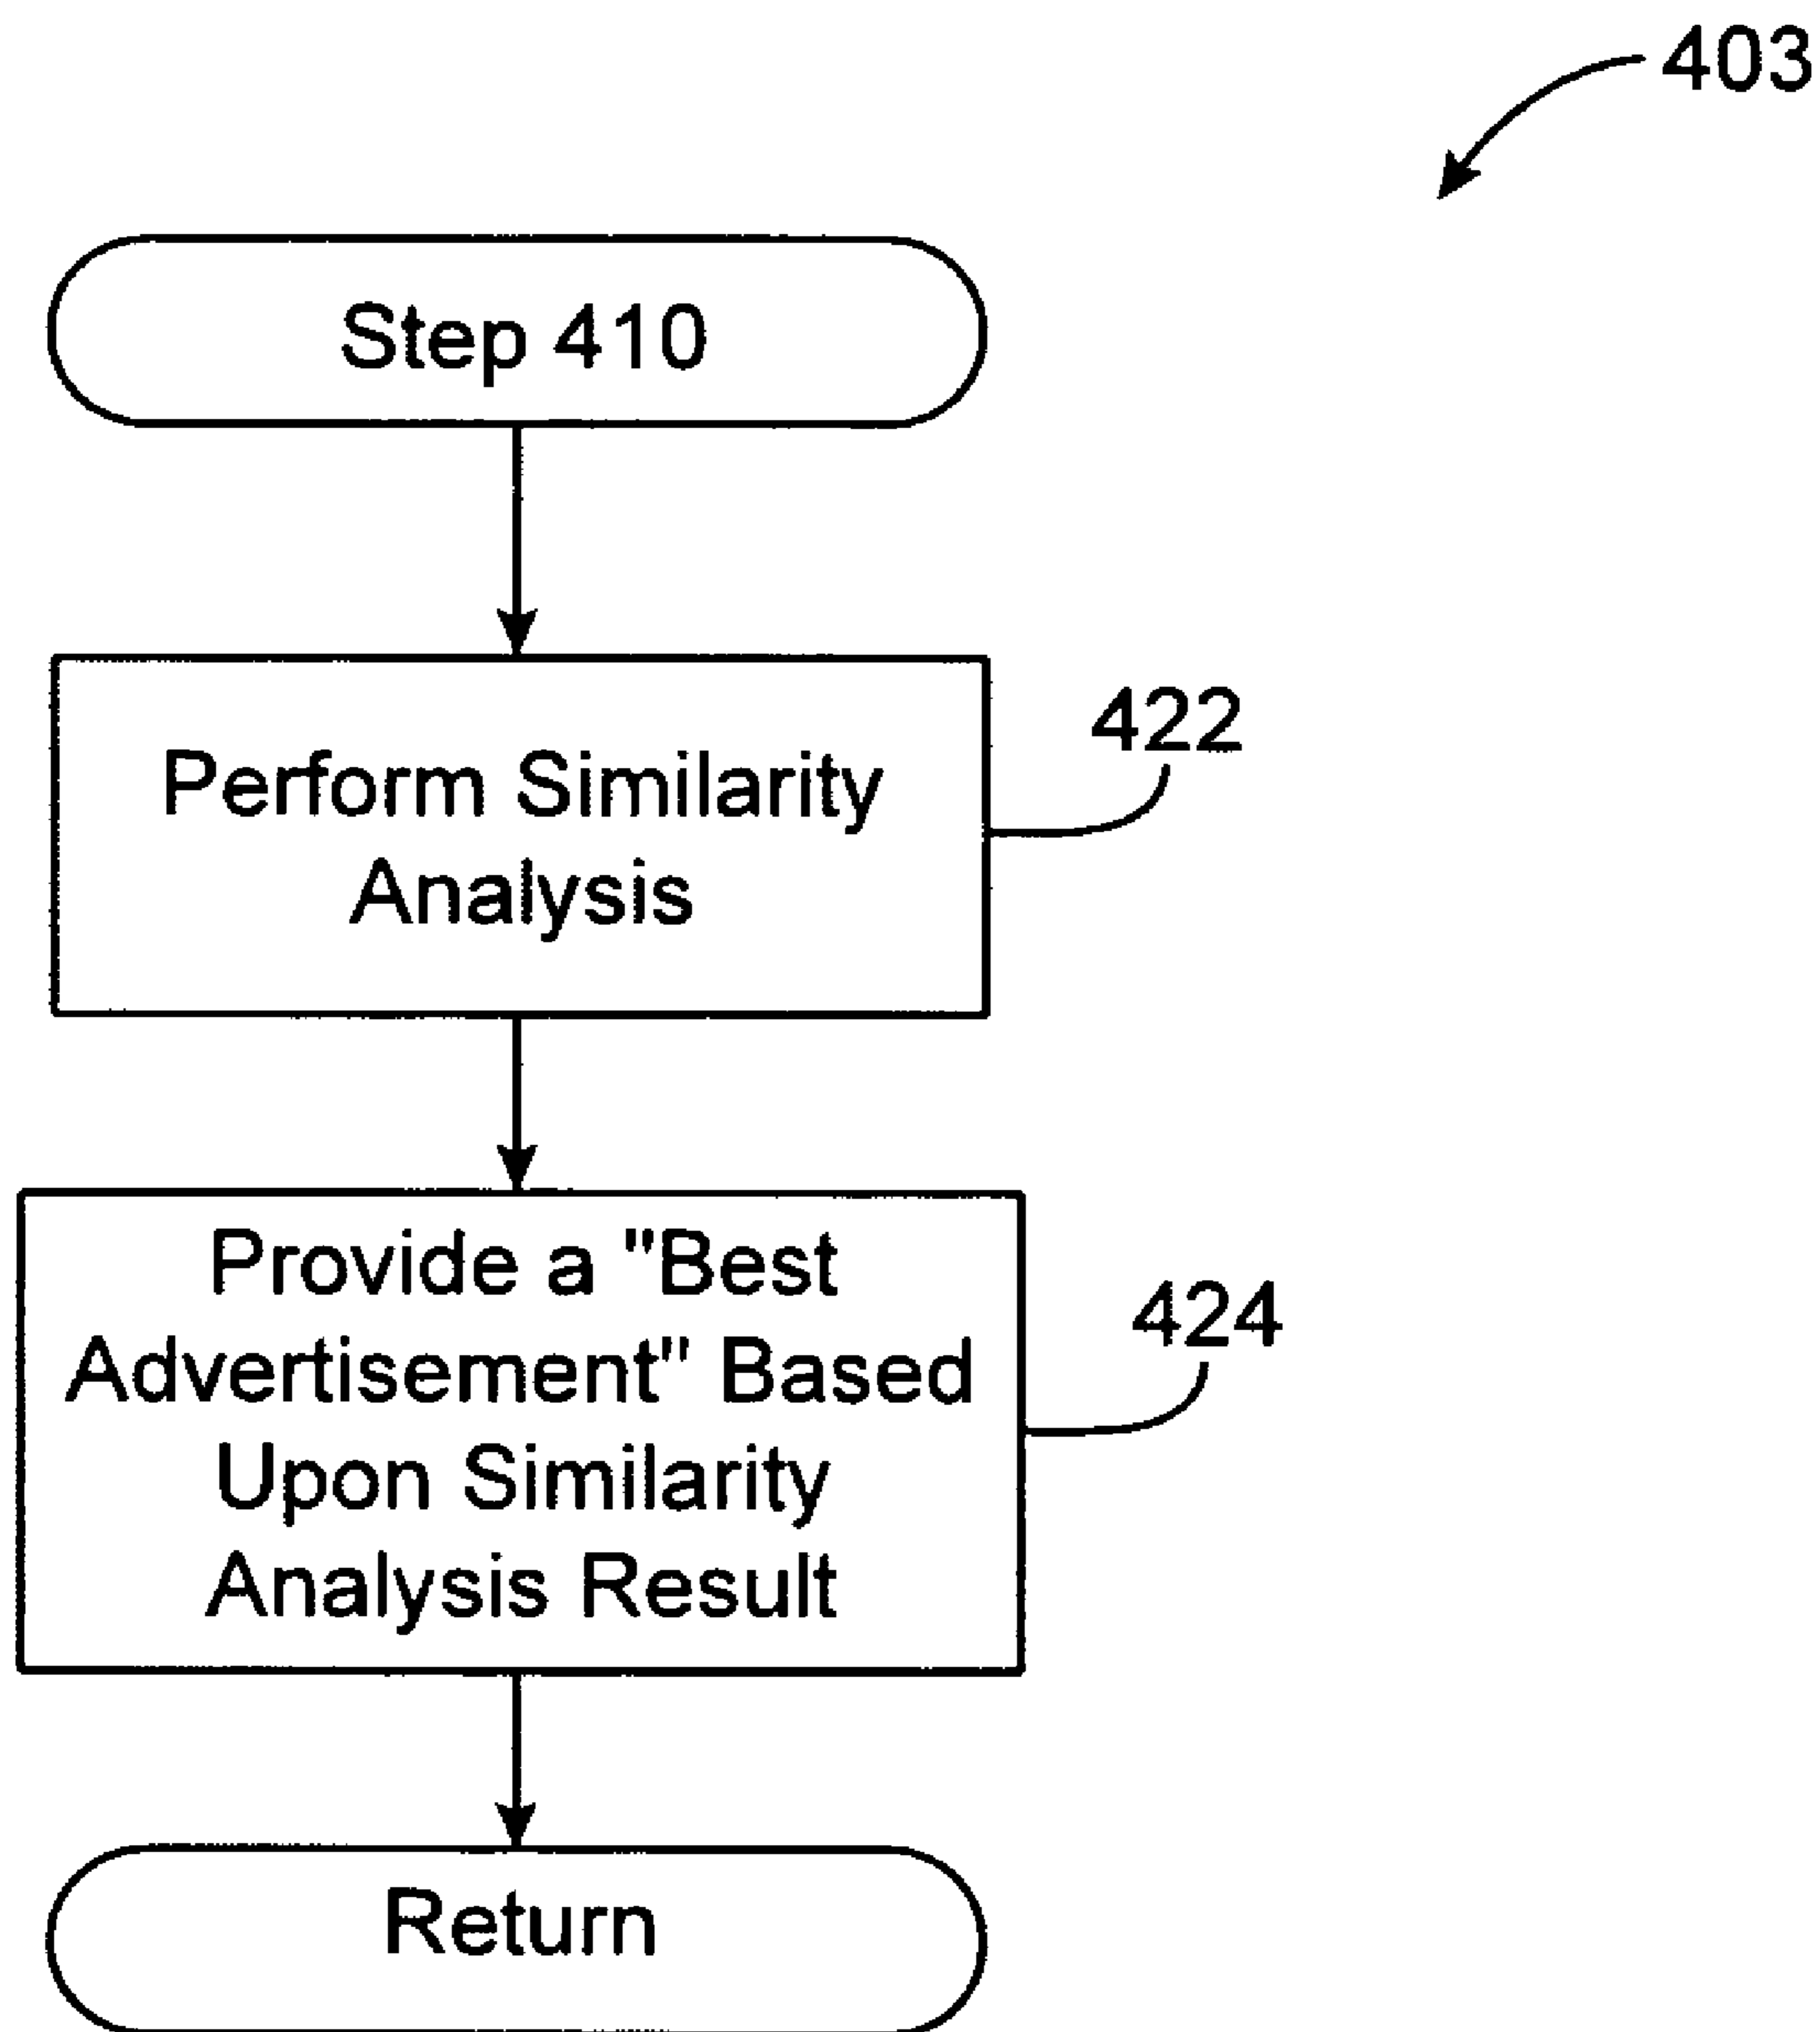 403
Step 410
Perform Similarity
Analysis
422
Provide a "Best
Advertisement" Based
Upon Similarity
Analysis Result
424
Return